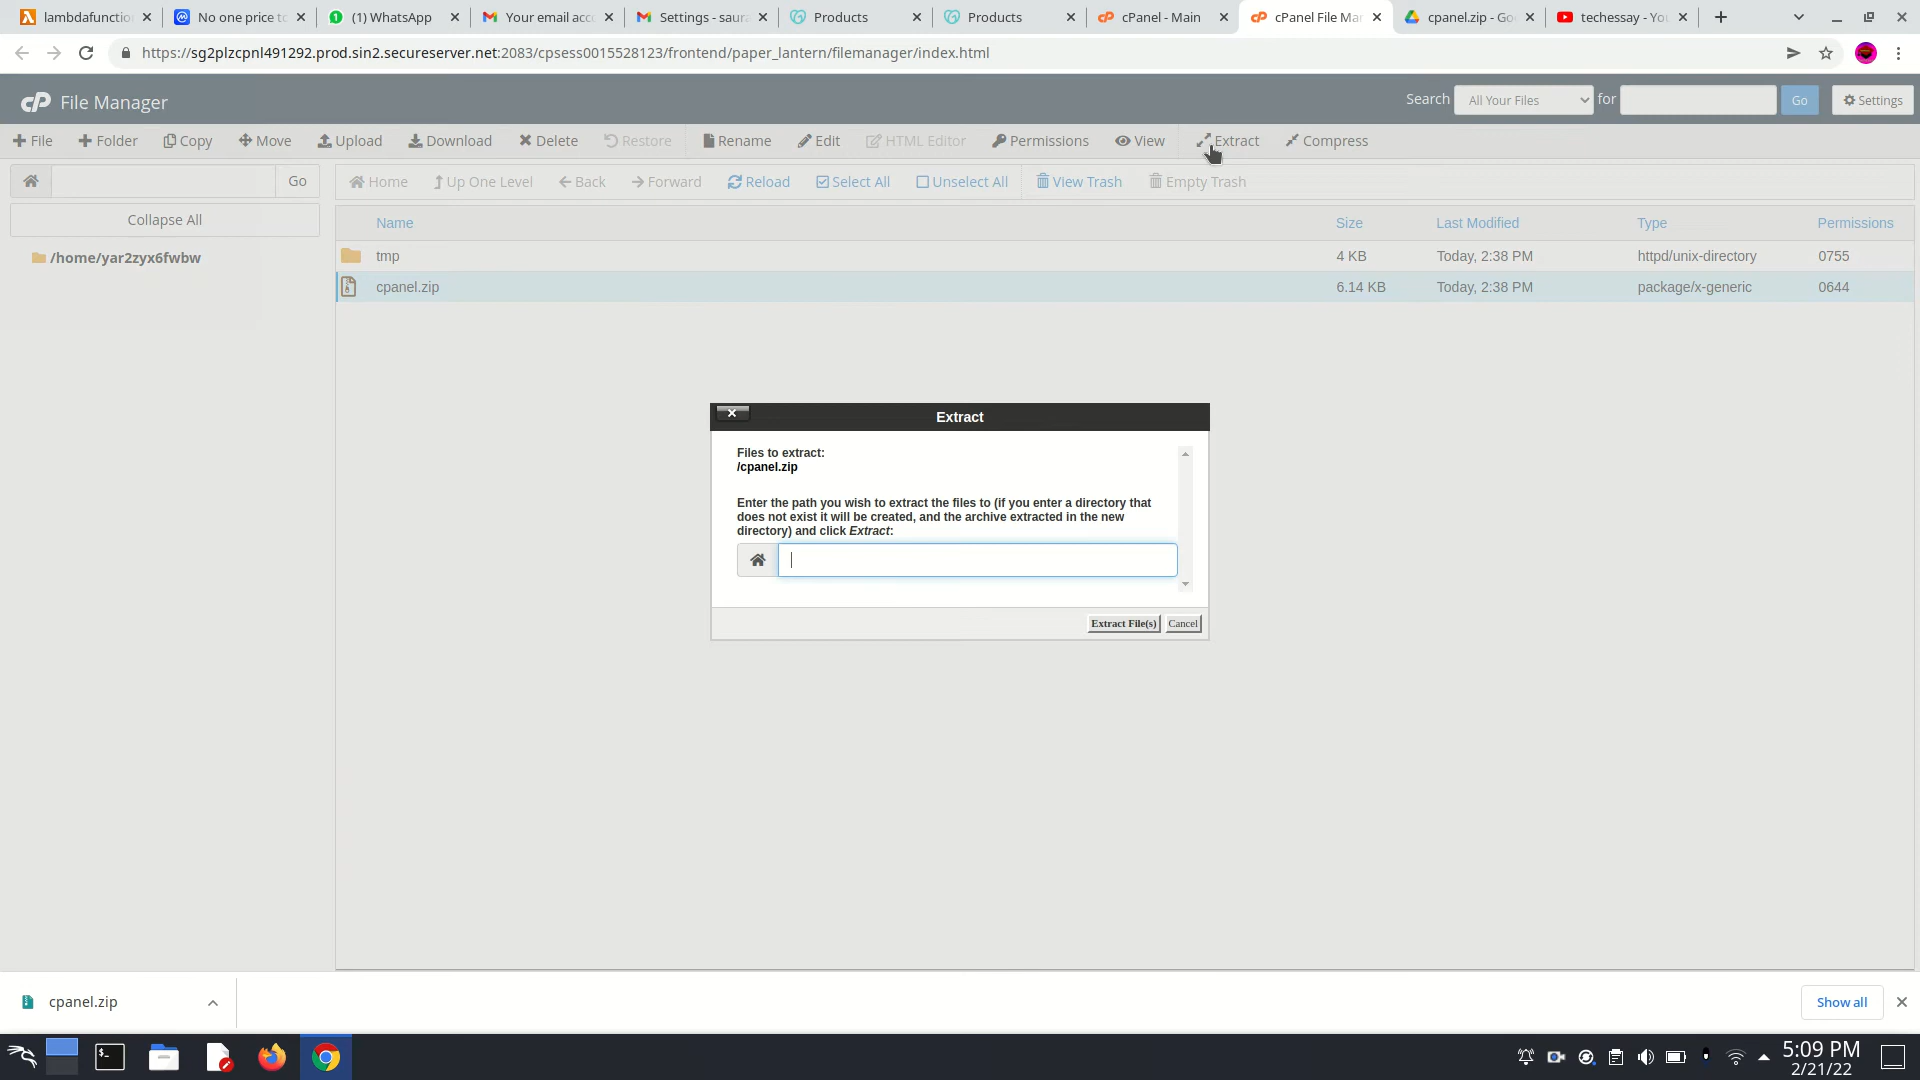 lambdafunctio
No one price to
(1) WhatsApp
Your email acc
Settings - saura
Products
Products
cPanel - Main
cPanel File Man
cpanel.zip - Go
techessay - You
https://sg2plzcpnl491292.prod.sin2.secureserver.net:2083/cpsess0015528123/frontend/paper_lantern/filemanager/index.html
cP File Manager
Search All Your Files for Go Settings
File Folder Copy Move Upload Download Delete Restore Rename Edit HTML Editor Permissions View Extract Compress
Go Home Up One Level Back Forward Reload Select All Unselect All View Trash Empty Trash
Collapse All
/home/yar2zyx6fwbw
Name Size Last Modified Type Permissions
tmp 4 KB Today, 2:38 PM httpd/unix-directory 0755
cpanel.zip 6.14 KB Today, 2:38 PM package/x-generic 0644
Extract
Files to extract:
/cpanel.zip
Enter the path you wish to extract the files to (if you enter a directory that
does not exist it will be created, and the archive extracted in the new
directory) and click Extract:
Extract File(s) Cancel
cpanel.zip
Show all
5:09 PM
2/21/22